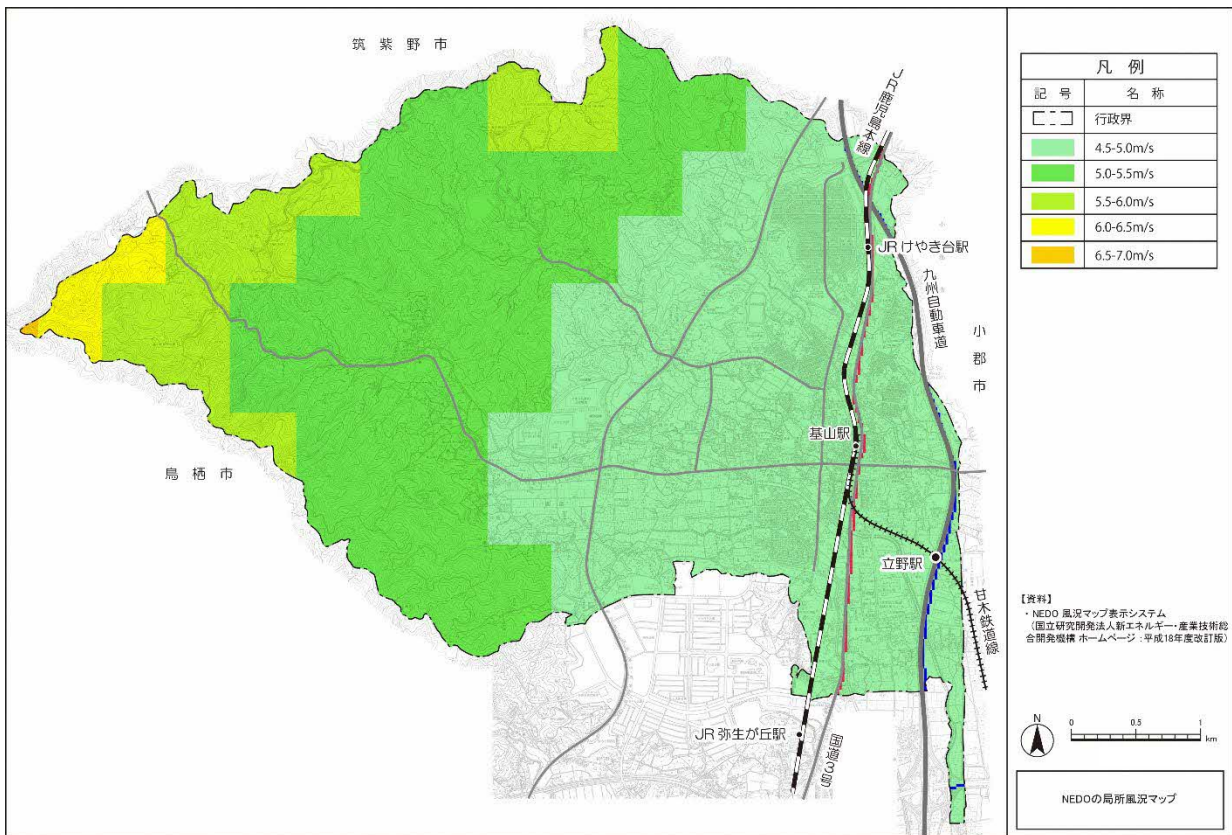 筑紫野市
JR鹿児島本線
JRけやき台駅
九州自動車道
小郡市
基山駅
鳥栖市
立野駅
甘木鉄道線
JR弥生が丘駅
国道3号
凡例
記号 名称
行政界
4.5-5.0m/s
5.0-5.5m/s
5.5-6.0m/s
6.0-6.5m/s
6.5-7.0m/s
【資料】
・NEDO 風況マップ表示システム
（国立研究開発法人新エネルギー・産業技術総
合開発機構 ホームページ：平成18年度改訂版）
N
0 0.5 1
km
NEDOの局所風況マップ